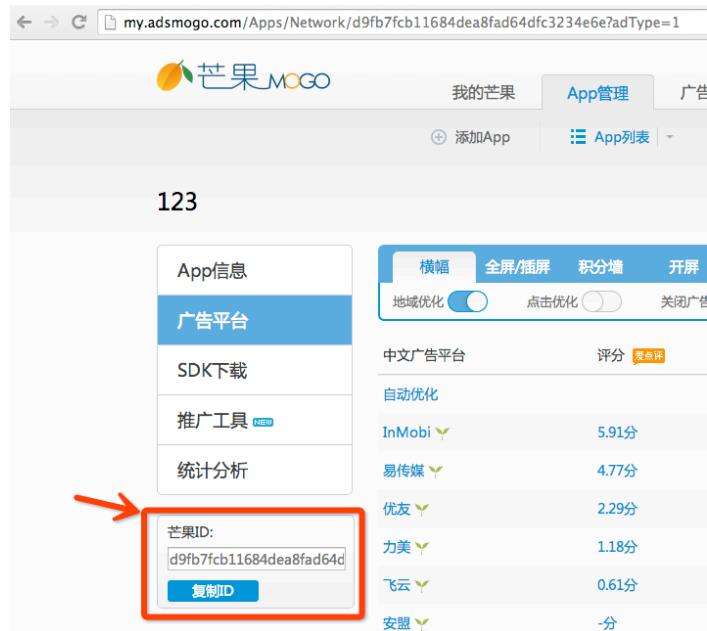 my.adsmogo.com/Apps/Network/d9fb7fcb11684dea8fad64dfc3234e6e?adType=1
芒果MOGO
我的芒果
App管理
广告
添加App
App列表
123
App信息
广告平台
SDK下载
推广工具 NEW
统计分析
芒果ID:
d9fb7fcb11684dea8fad64d
复制ID
横幅
全屏/插屏
积分墙
开屏
地域优化
点击优化
关闭广告
中文广告平台
评分 爱点评
自动优化
InMobi 5.91分
易传媒 4.77分
优友 2.29分
力美 1.18分
飞云 0.61分
安盟 -分